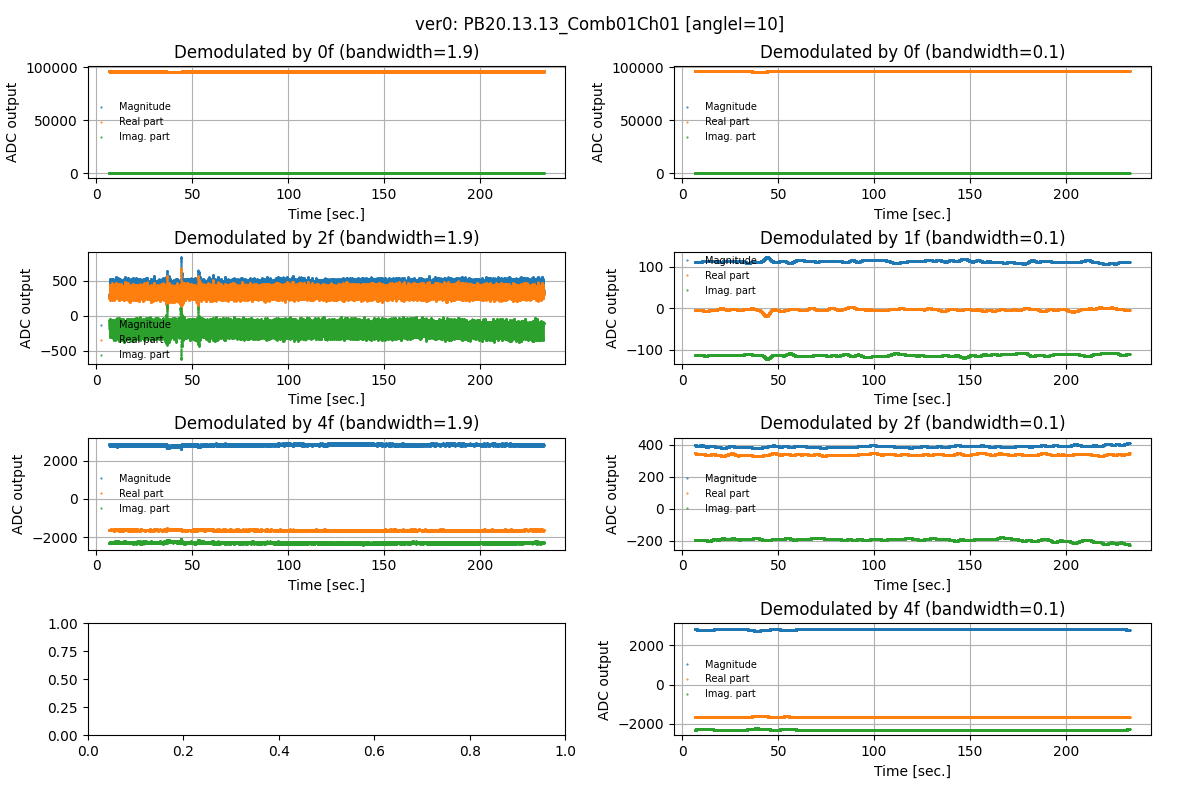 ver0: PB20.13.13_Comb01Ch01 [angleI=10]
Demodulated by 0f (bandwidth=1.9)
100000
50000
0
ADC output
Magnitude
Real part
Imag. part
0 50 100 150 200
Time [sec.]
Demodulated by 0f (bandwidth=0.1)
100000
50000
0
ADC output
Magnitude
Real part
Imag. part
0 50 100 150 200
Time [sec.]
Demodulated by 2f (bandwidth=1.9)
500
0
−500
ADC output
Magnitude
Real part
Imag. part
0 50 100 150 200
Time [sec.]
Demodulated by 1f (bandwidth=0.1)
100
0
−100
ADC output
Magnitude
Real part
Imag. part
0 50 100 150 200
Time [sec.]
Demodulated by 4f (bandwidth=1.9)
2000
0
−2000
ADC output
Magnitude
Real part
Imag. part
0 50 100 150 200
Time [sec.]
Demodulated by 2f (bandwidth=0.1)
400
200
0
−200
ADC output
Magnitude
Real part
Imag. part
0 50 100 150 200
Time [sec.]
1.00
0.75
0.50
0.25
0.00
0.0 0.2 0.4 0.6 0.8 1.0
Demodulated by 4f (bandwidth=0.1)
2000
0
−2000
ADC output
Magnitude
Real part
Imag. part
0 50 100 150 200
Time [sec.]